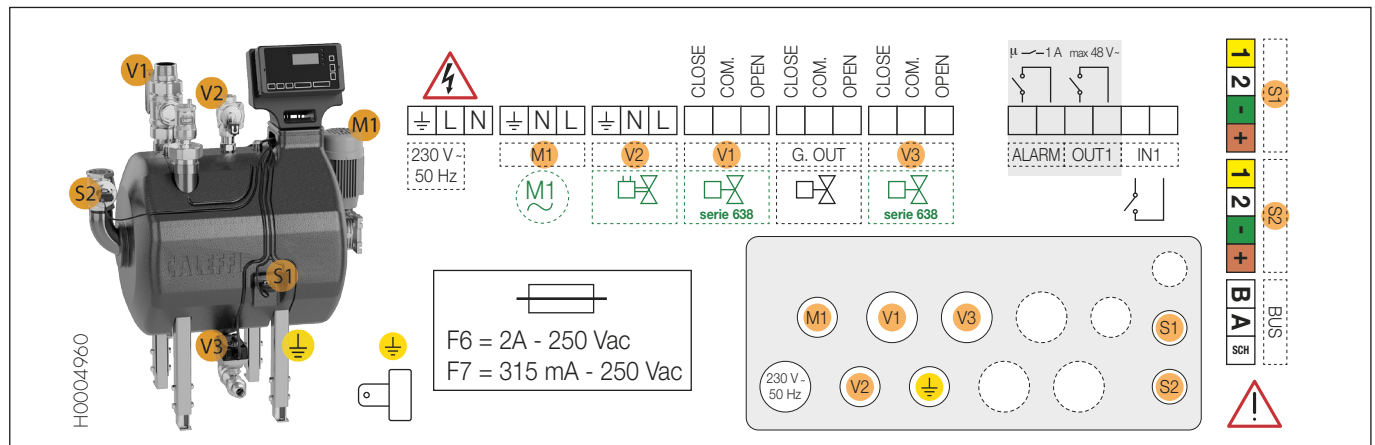 V1
V2
M1
S2
CALEFFI
S1
V3
H0004960
L N
230 V~
50 Hz
N L
M1
M1
N L
V2
CLOSE
COM.
OPEN
V1
serie 638
CLOSE
COM.
OPEN
G. OUT
CLOSE
COM.
OPEN
V3
serie 638
µ 1 A max 48 V~
ALARM OUT1 IN1
F6 = 2A - 250 Vac
F7 = 315 mA - 250 Vac
M1 V1 V3
S1
230 V~
50 Hz
V2
S2
1
2
-
+
S1
1
2
-
+
S2
B
A
SCH
BUS
!